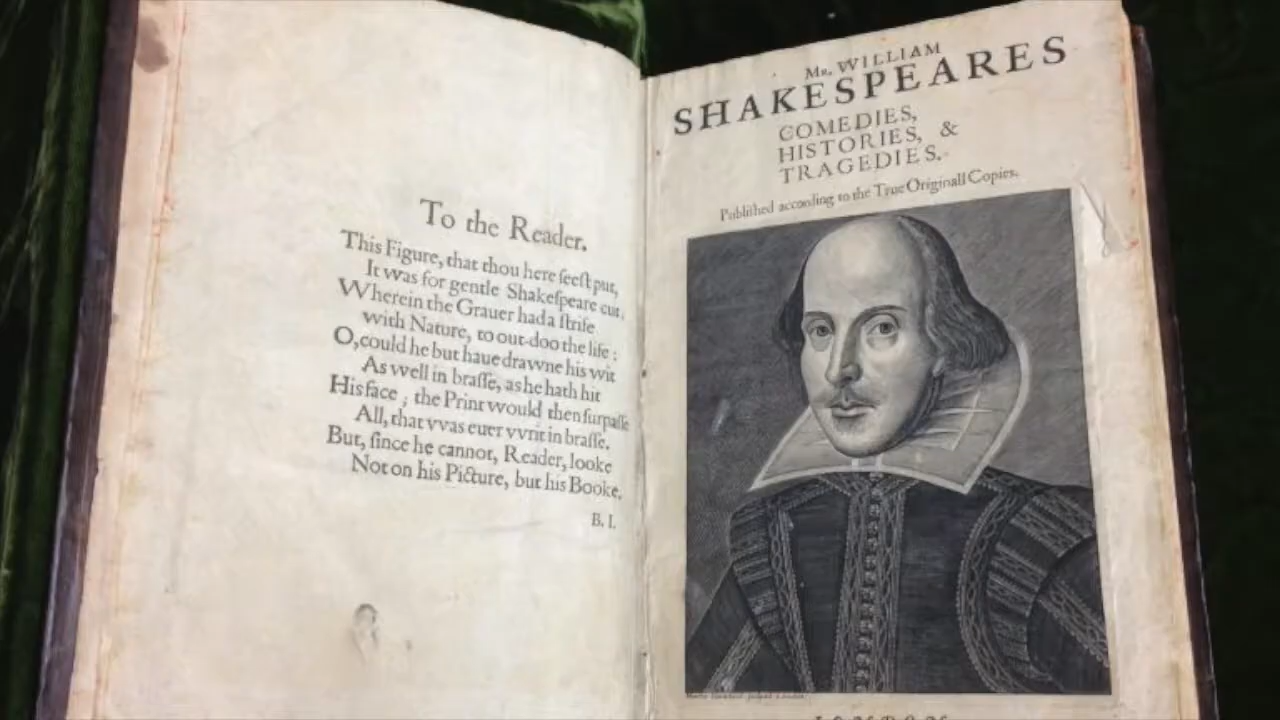 To the Reader.
This Figure, that thou here ſeeſt put,
It was for gentle Shakeſpeare cut,
Wherein the Grauer had a ſtrife
with Nature, to out-doo the life :
O, could he but haue drawne his wit
As well in braſſe, as he hath hit
His face ; the Print would then ſurpaſſe
All, that vvas euer vvrit in braſſe.
But, ſince he cannot, Reader, looke
Not on his Picture, but his Booke.
B. I.
Mr. WILLIAM
SHAKESPEARES
COMEDIES,
HISTORIES, &
TRAGEDIES.
Publiſhed according to the True Originall Copies.
LONDON